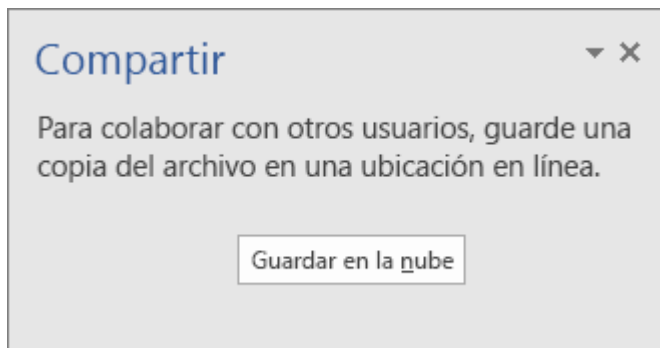 Compartir
Para colaborar con otros usuarios, guarde una
copia del archivo en una ubicación en línea.
Guardar en la nube